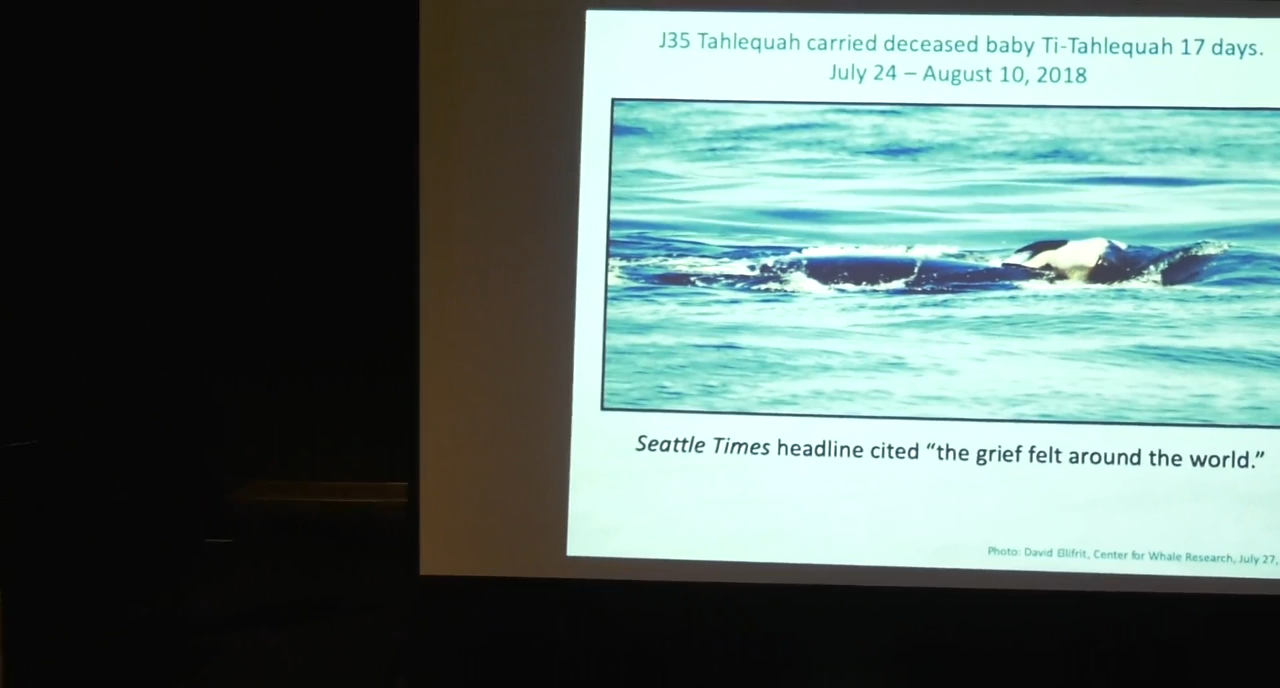 J35 Tahlequah carried deceased baby Ti-Tahlequah 17 days.
July 24 – August 10, 2018
Seattle Times headline cited “the grief felt around the world.”
Photo: David Ellifrit, Center for Whale Research, July 27,